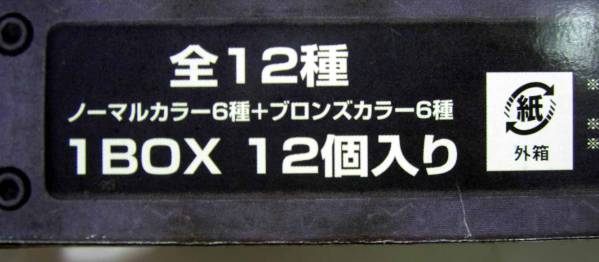 全12種
ノーマルカラー6種+ブロンズカラー6種
1BOX 12個入り
紙
外箱
※
※
※